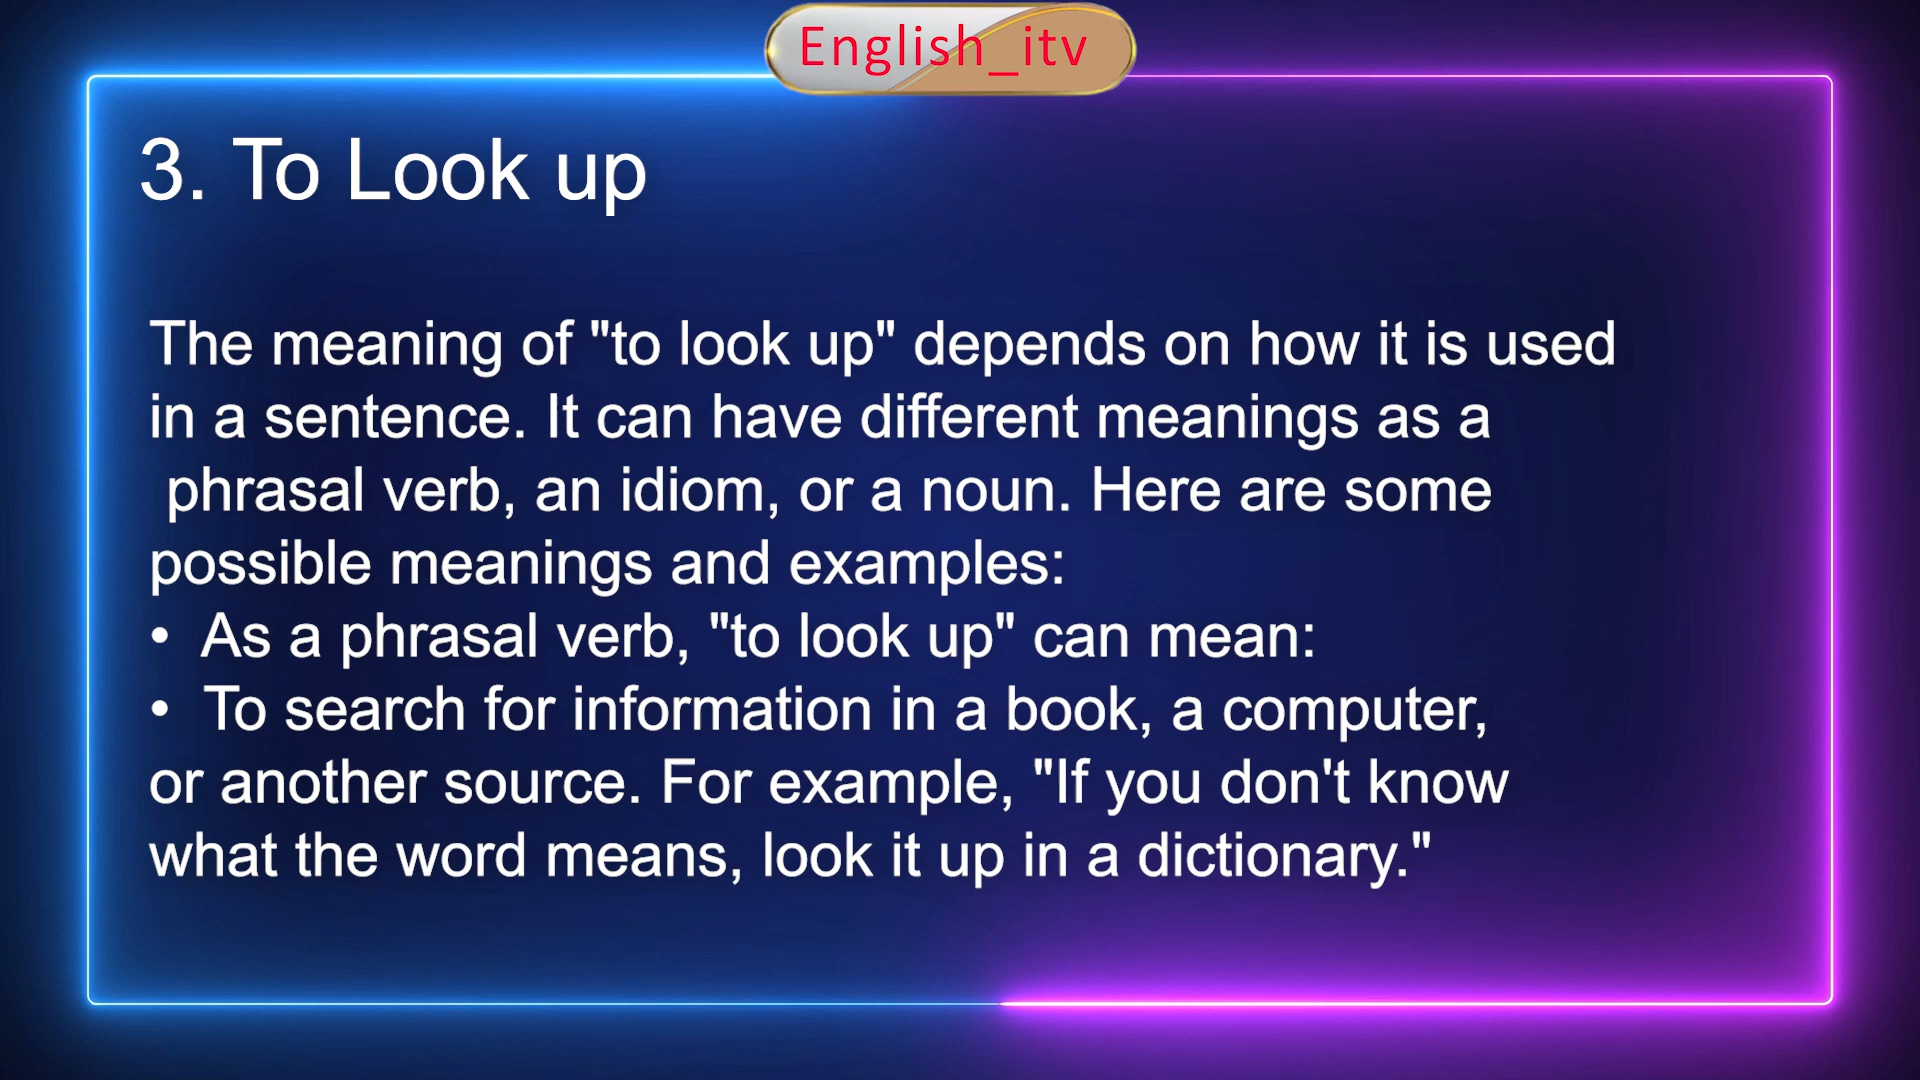 English_itv
3. To Look up
The meaning of "to look up" depends on how it is used
in a sentence. It can have different meanings as a
phrasal verb, an idiom, or a noun. Here are some
possible meanings and examples:
• As a phrasal verb, "to look up" can mean:
• To search for information in a book, a computer,
or another source. For example, "If you don't know
what the word means, look it up in a dictionary."